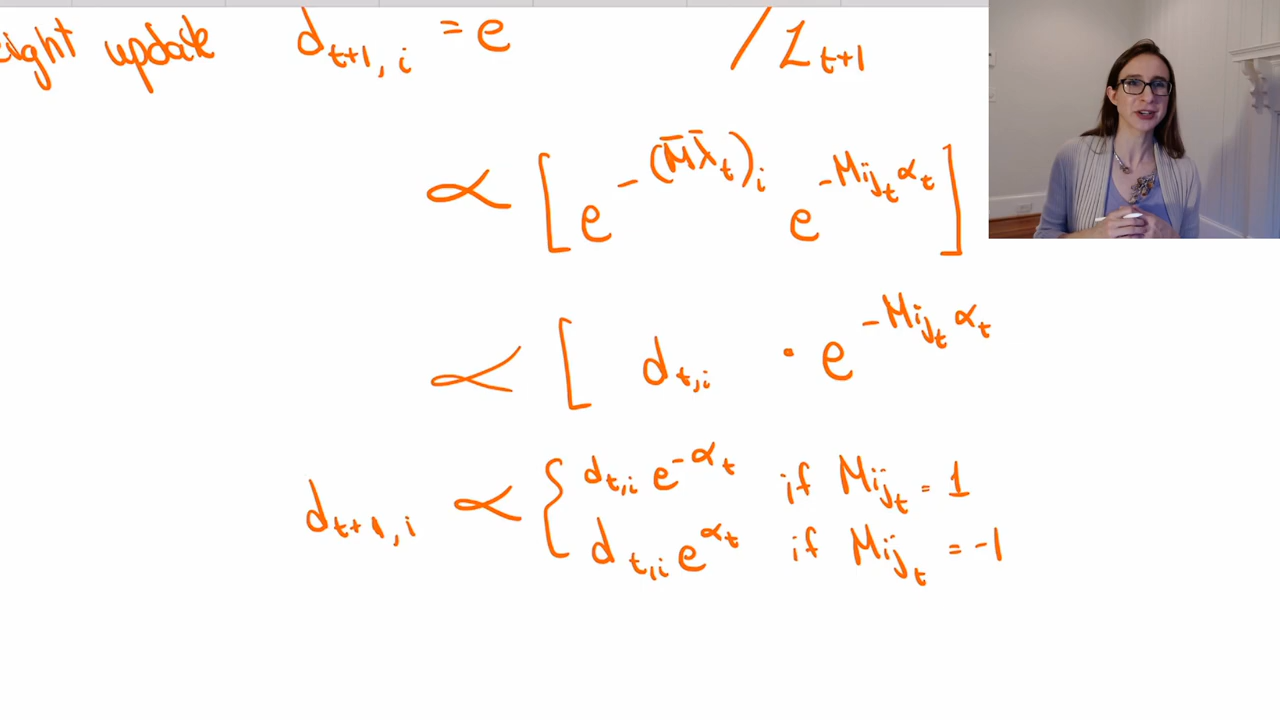 eight update d_{t+1,i} = e / Z_{t+1}
∝ [e^{-(M̄λ̄_t)_i} e^{-M_{ij_t}α_t}]
∝ [ d_{t,i} · e^{-M_{ij_t}α_t}
d_{t+1,i} ∝ { d_{t,i} e^{-α_t} if M_{ij_t} = 1
d_{t,i} e^{α_t} if M_{ij_t} = -1